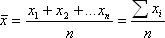 x̄ = (x₁ + x₂ + ...xₙ)/n = (∑xᵢ)/n